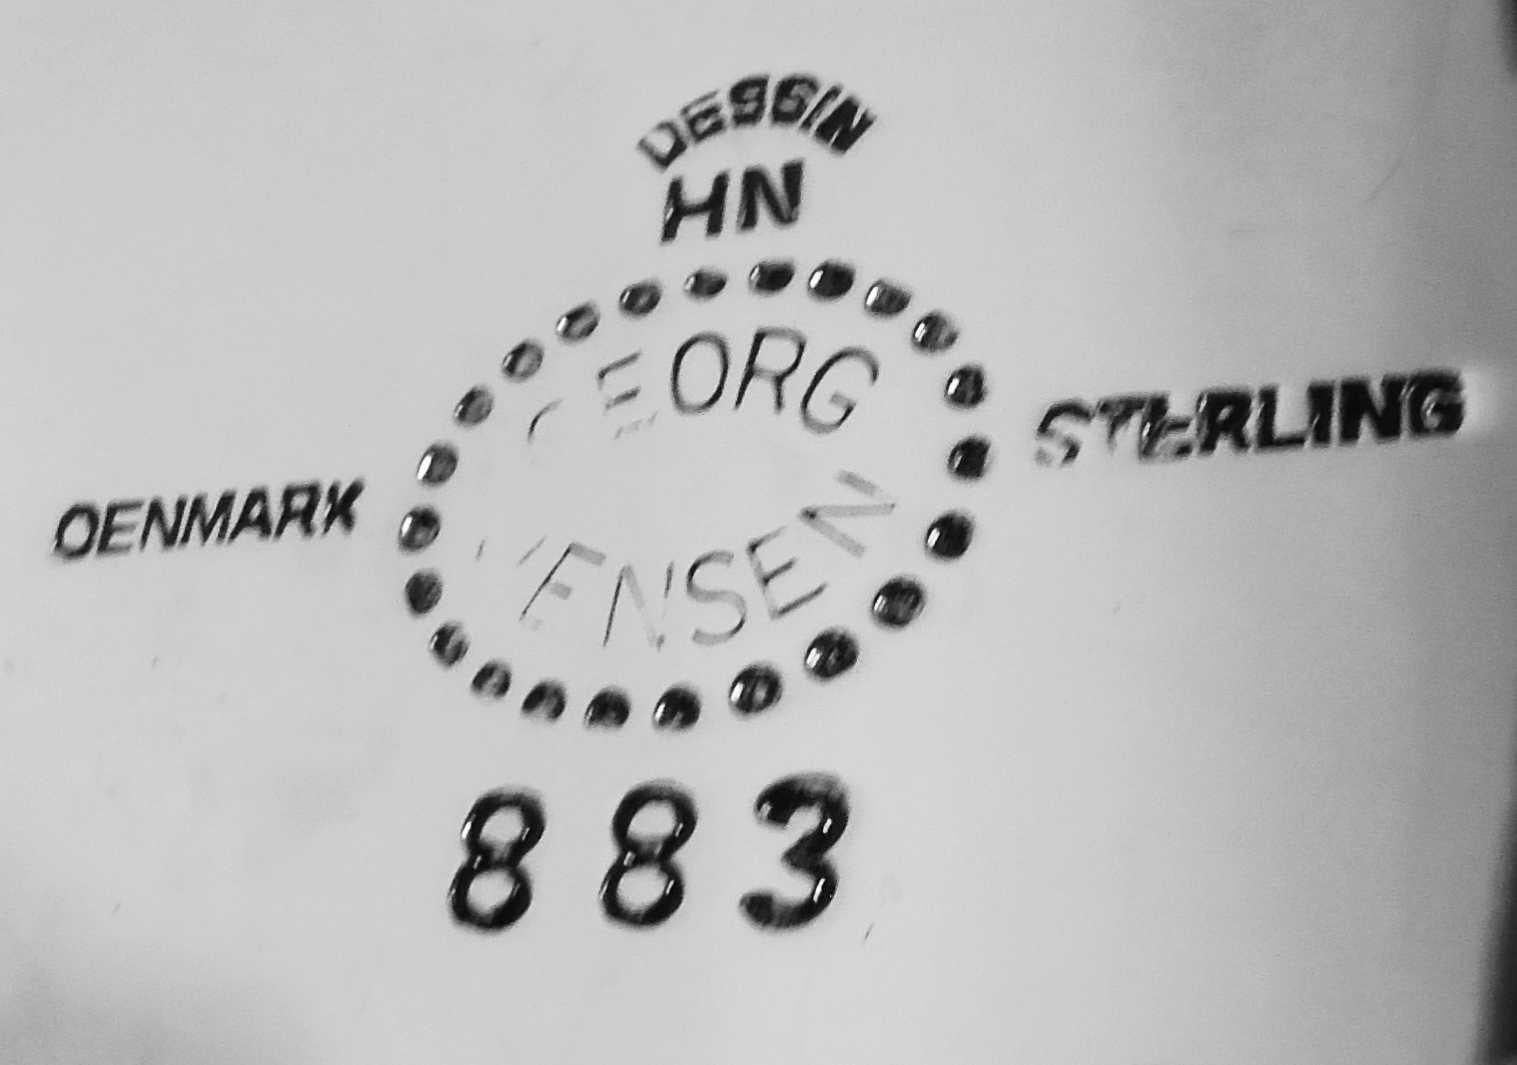 DESSIN
HN
GEORG
JENSEN
DENMARK
STERLING
883